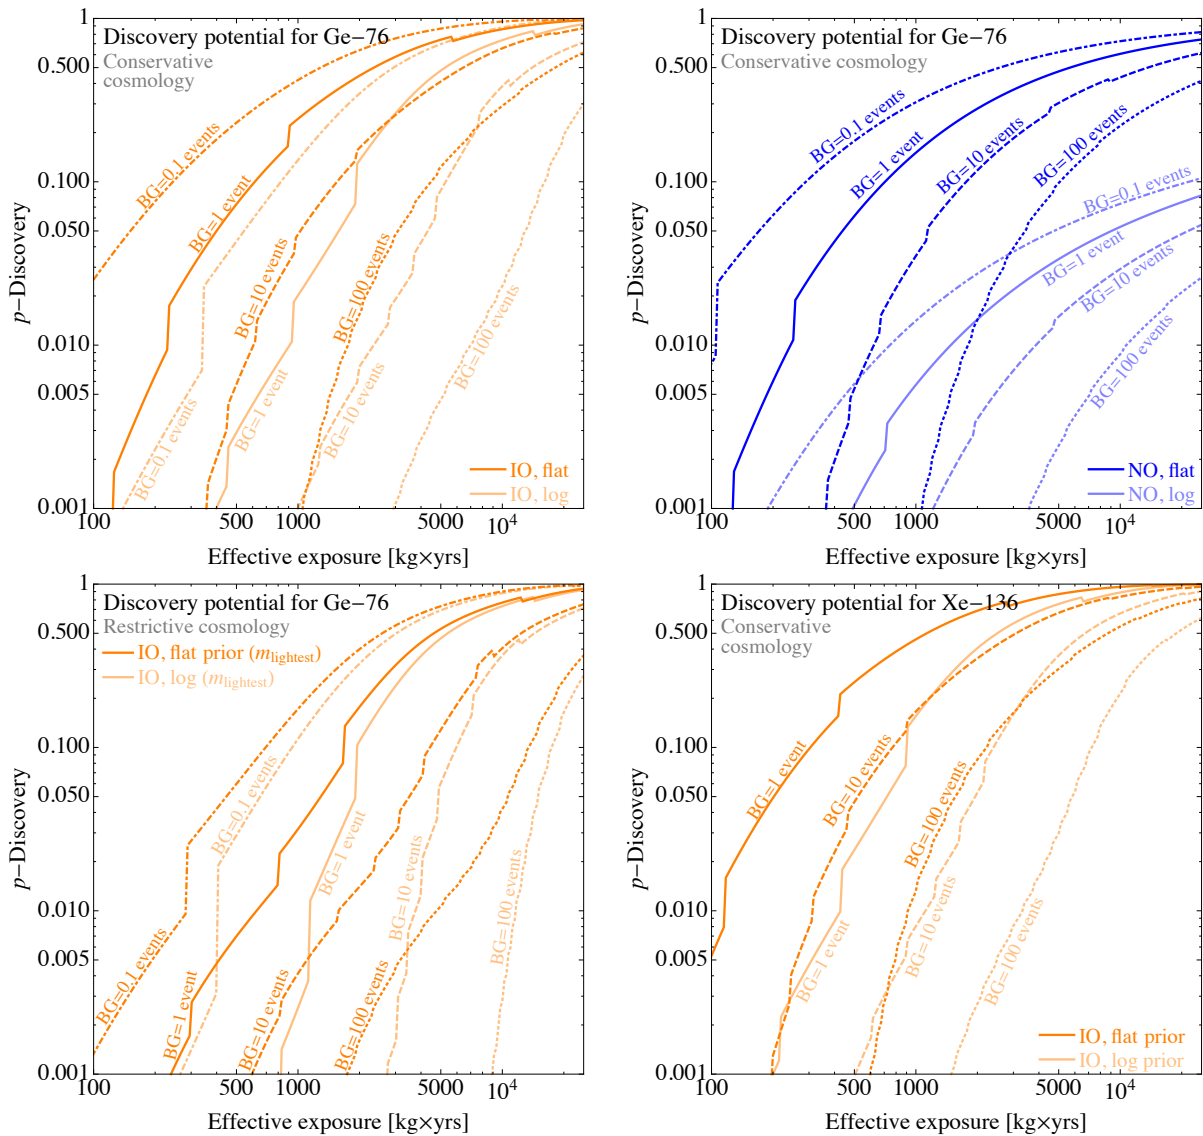 Discovery potential for Ge−76
Conservative
cosmology
BG=0.1 events
BG=1 event
BG=10 events
BG=100 events
BG=0.1 events
BG=1 event
BG=10 events
BG=100 events
IO, flat
IO, log
1
0.500
0.100
0.050
0.010
0.005
0.001
p−Discovery
100
500
1000
5000
10^4
Effective exposure [kg×yrs]
Discovery potential for Ge−76
Conservative cosmology
BG=0.1 events
BG=1 event
BG=10 events
BG=100 events
BG=0.1 events
BG=1 event
BG=10 events
BG=100 events
NO, flat
NO, log
1
0.500
0.100
0.050
0.010
0.005
0.001
p−Discovery
100
500
1000
5000
10^4
Effective exposure [kg×yrs]
Discovery potential for Ge−76
Restrictive cosmology
IO, flat prior (m_lightest)
IO, log (m_lightest)
BG=0.1 events
BG=1 event
BG=10 events
BG=100 events
BG=0.1 events
BG=1 event
BG=10 events
BG=100 events
1
0.500
0.100
0.050
0.010
0.005
0.001
p−Discovery
100
500
1000
5000
10^4
Effective exposure [kg×yrs]
Discovery potential for Xe−136
Conservative
cosmology
BG=1 event
BG=10 events
BG=100 events
BG=1 event
BG=10 events
BG=100 events
IO, flat prior
IO, log prior
1
0.500
0.100
0.050
0.010
0.005
0.001
p−Discovery
100
500
1000
5000
10^4
Effective exposure [kg×yrs]